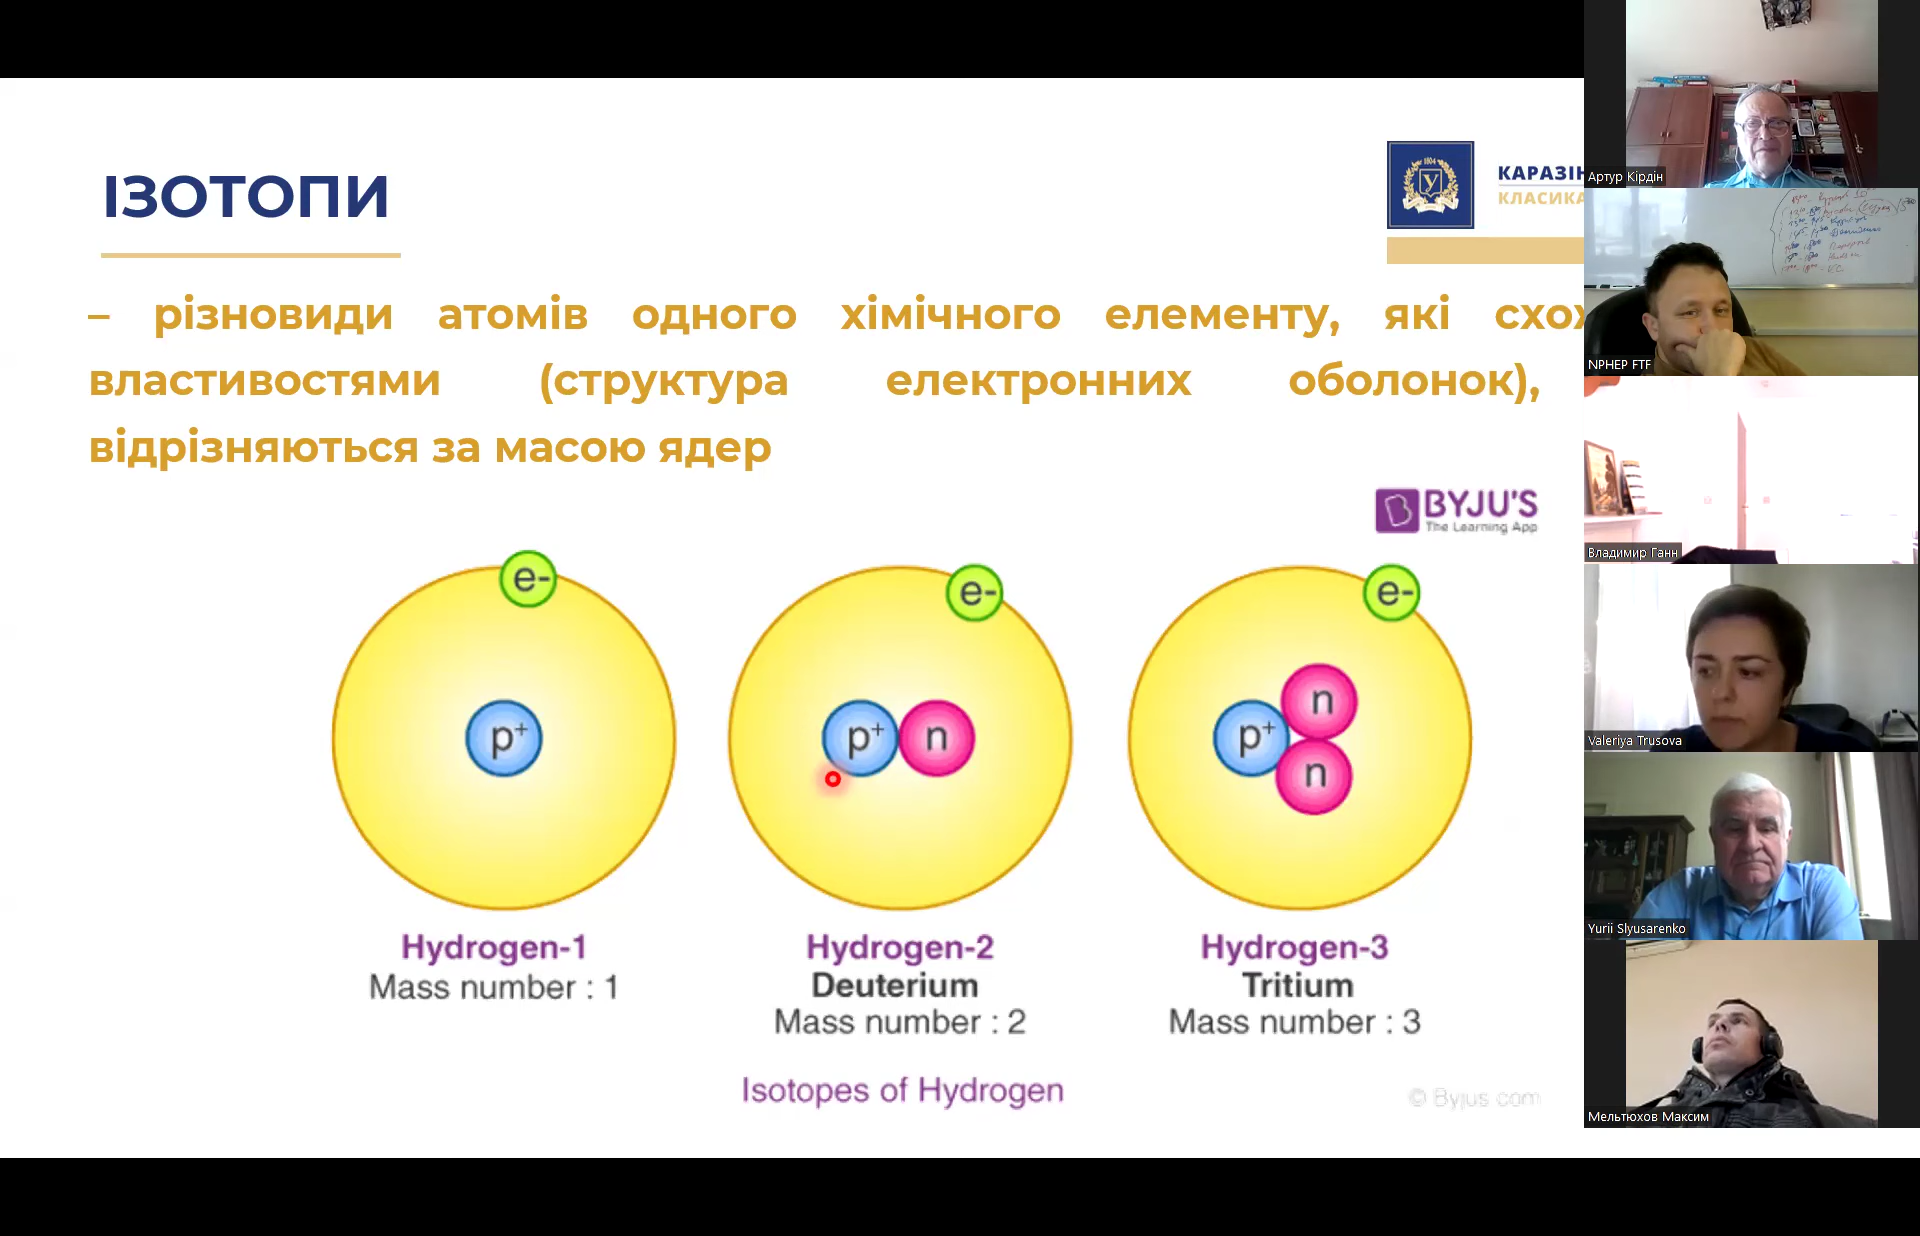 ІЗОТОПИ
КАРАЗІН
КЛАСИКА
– різновиди атомів одного хімічного елементу, які схо
властивостями (структура електронних оболонок),
відрізняються за масою ядер
BYJU'S
The Learning App
e-
e-
e-
p+
p+ n
p+ n
n
Hydrogen-1
Mass number : 1
Hydrogen-2
Deuterium
Mass number : 2
Hydrogen-3
Tritium
Mass number : 3
Isotopes of Hydrogen
© Byjus.com
1804
У
Артур Кірдін
NPHEP FTF
Владимир Ганн
Valeriya Trusova
Yurii Slyusarenko
Мельтюхов Максим